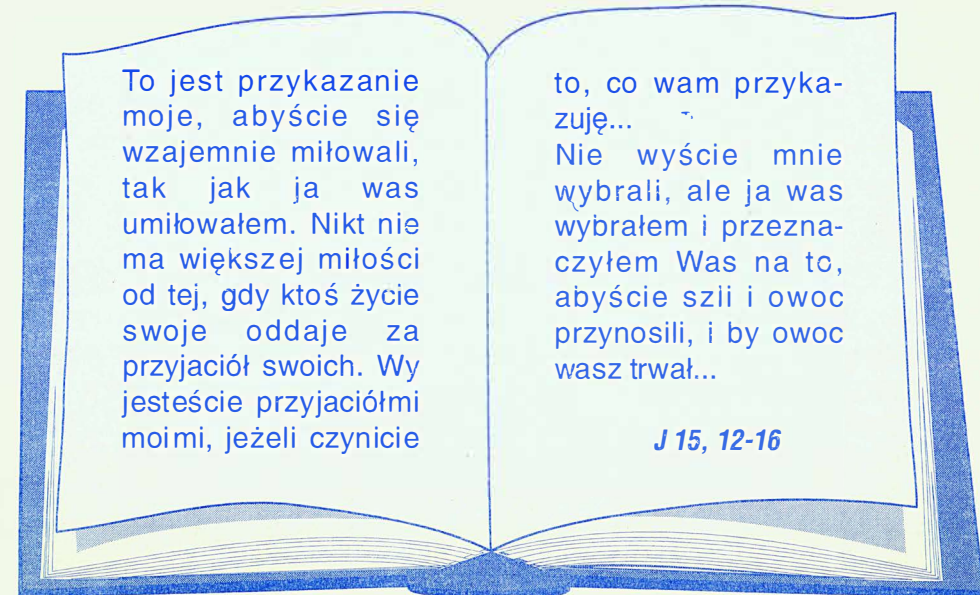 To jest przykazanie
moje, abyście się
wzajemnie miłowali,
tak jak ja was
umiłowałem. Nikt nie
ma większej miłości
od tej, gdy ktoś życie
swoje oddaje za
przyjaciół swoich. Wy
jesteście przyjaciółmi
moimi, jeżeli czynicie
to, co wam przyka-
zuję...
Nie wyście mnie
wybrali, ale ja was
wybrałem i przezna-
czyłem Was na to,
abyście szli i owoc
przynosili, i by owoc
wasz trwał...
J 15, 12-16